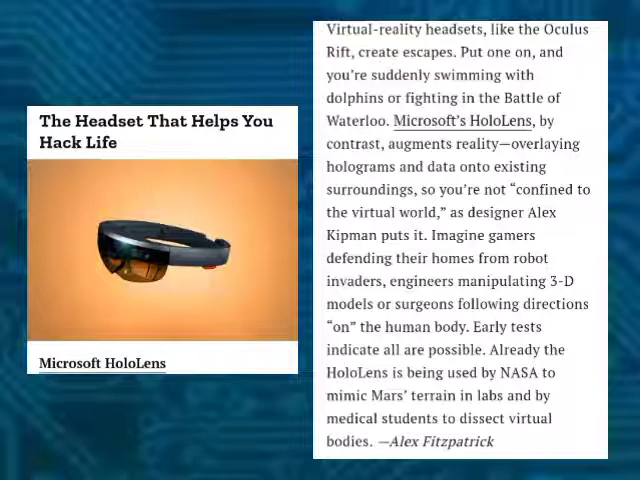 The Headset That Helps You
Hack Life
Microsoft HoloLens
Virtual-reality headsets, like the Oculus
Rift, create escapes. Put one on, and
you’re suddenly swimming with
dolphins or fighting in the Battle of
Waterloo. Microsoft’s HoloLens, by
contrast, augments reality—overlaying
holograms and data onto existing
surroundings, so you’re not “confined to
the virtual world,” as designer Alex
Kipman puts it. Imagine gamers
defending their homes from robot
invaders, engineers manipulating 3-D
models or surgeons following directions
“on” the human body. Early tests
indicate all are possible. Already the
HoloLens is being used by NASA to
mimic Mars’ terrain in labs and by
medical students to dissect virtual
bodies. —Alex Fitzpatrick